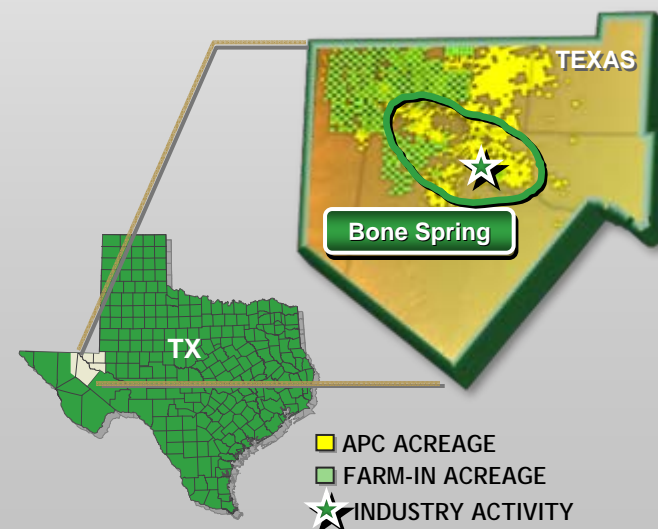 TEXAS
Bone Spring
TX
APC ACREAGE
FARM-IN ACREAGE
INDUSTRY ACTIVITY